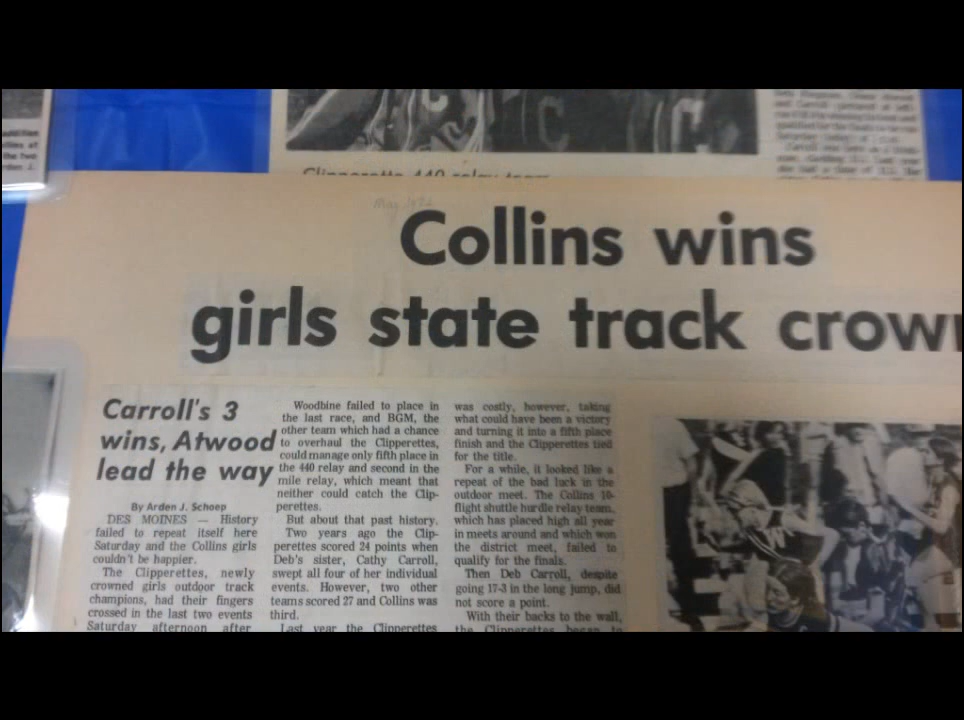 Clipperette 440 relay team
May
Collins wins
girls state track crow
Carroll's 3
wins, Atwood
lead the way
By Arden J. Schoep
DES MOINES — History
failed to repeat itself here
Saturday and the Collins girls
couldn't be happier.
The Clipperettes, newly
crowned girls outdoor track
champions, had their fingers
crossed in the last two events
Saturday afternoon after
Woodbine failed to place in
the last race, and BGM, the
other team which had a chance
to overhaul the Clipperettes,
could manage only fifth place in
the 440 relay and second in the
mile relay, which meant that
neither could catch the Clip-
perettes.
But about that past history.
Two years ago the Clip-
perettes scored 24 points when
Deb's sister, Cathy Carroll,
swept all four of her individual
events. However, two other
teams scored 27 and Collins was
third.
Last year the Clipperettes
was costly, however, taking
what could have been a victory
and turning it into a fifth place
finish and the Clipperettes tied
for the title.
For a while, it looked like a
repeat of the bad luck in the
outdoor meet. The Collins 10-
flight shuttle hurdle relay team,
which has placed high all year
in meets around and which won
the district meet, failed to
qualify for the finals.
Then Deb Carroll, despite
going 17-3 in the long jump, did
not score a point.
With their backs to the wall,
the Clipperettes began to